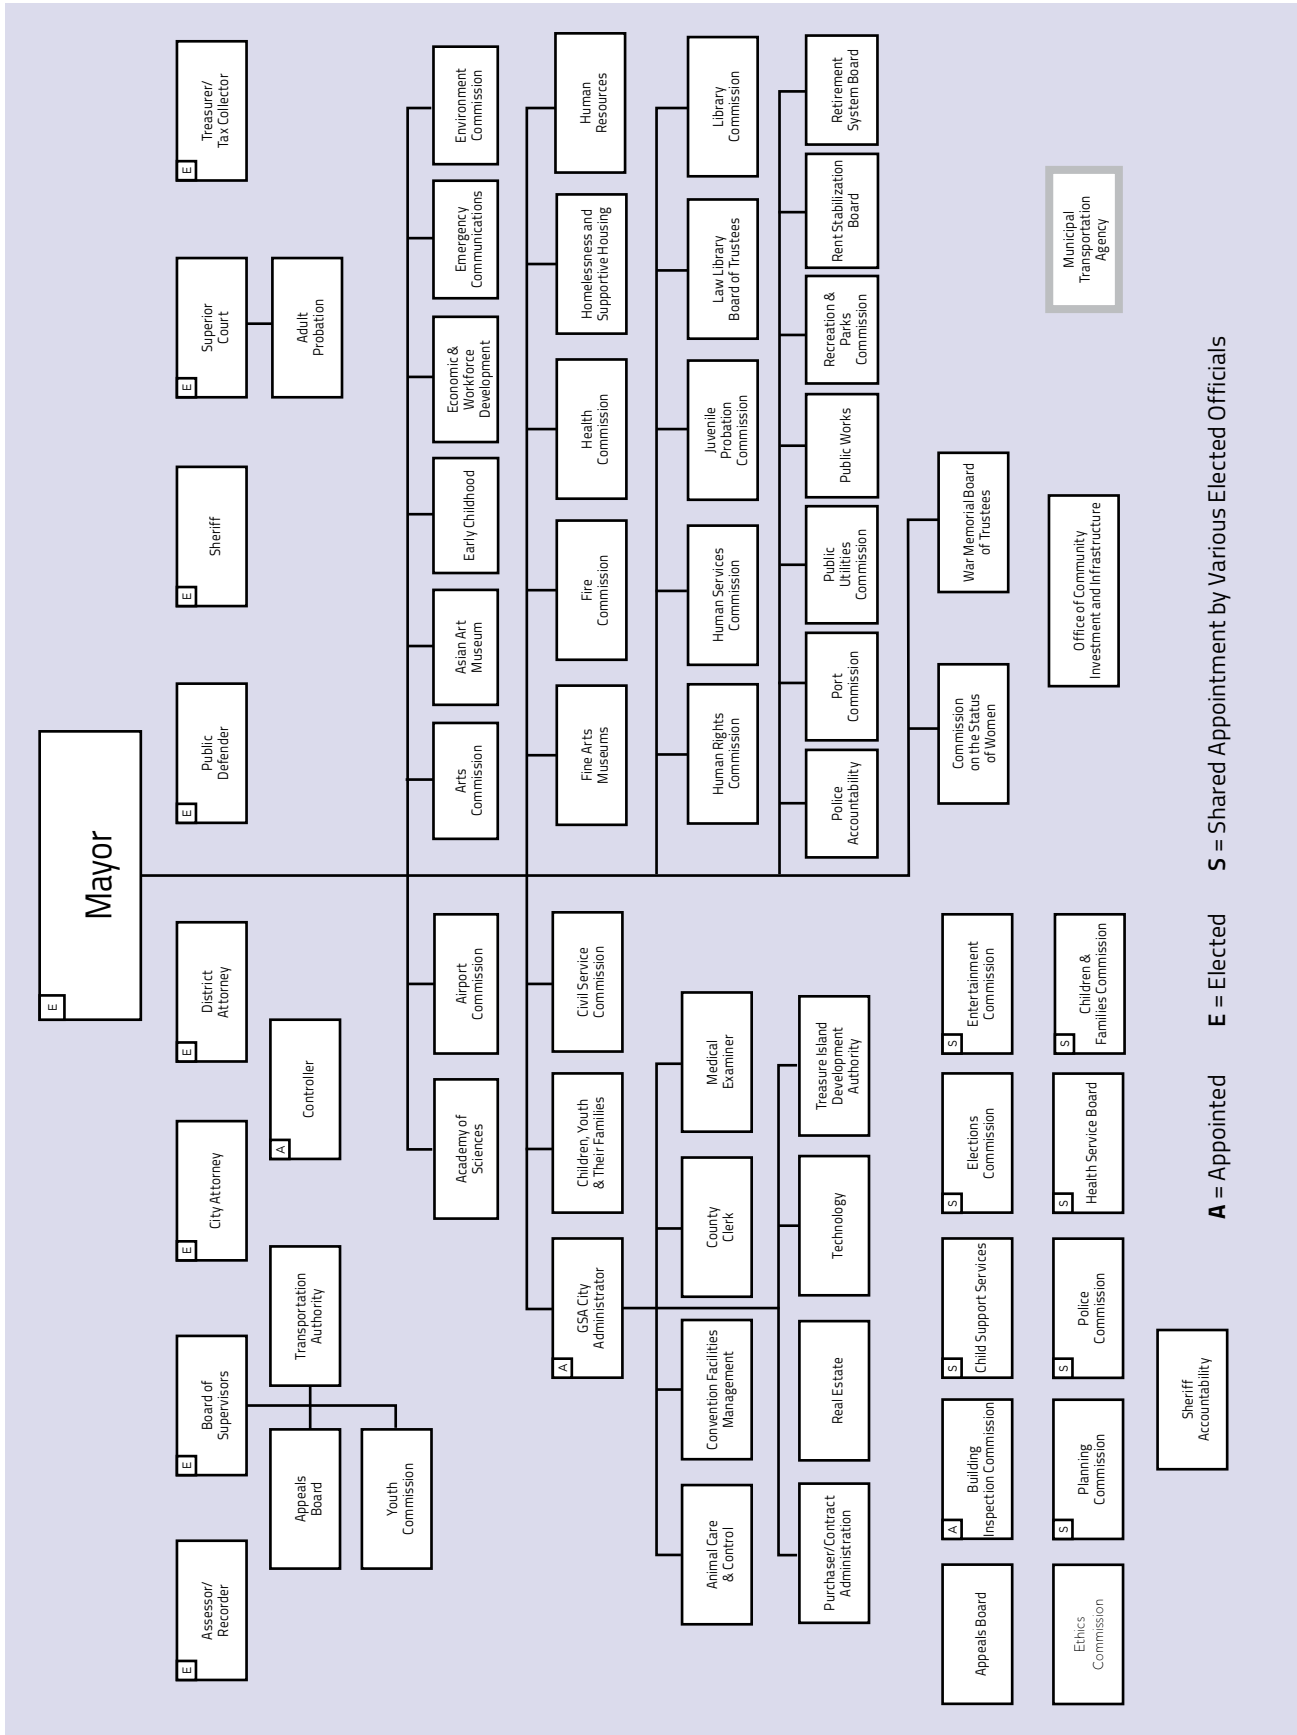 E
Mayor
E
Assessor/
Recorder
E
Board of
Supervisors
E
City Attorney
E
District
Attorney
E
Public
Defender
E
Sheriff
E
Superior
Court
E
Treasurer/
Tax Collector
Appeals
Board
Transportation
Authority
A
Controller
Adult
Probation
Youth
Commission
Academy of
Sciences
Airport
Commission
Arts
Commission
Asian Art
Museum
Early Childhood
Economic &
Workforce
Development
Emergency
Communications
Environment
Commission
A
GSA City
Administrator
Children, Youth
& Their Families
Civil Service
Commission
Fine Arts
Museums
Fire
Commission
Health
Commission
Homelessness and
Supportive Housing
Human
Resources
Animal Care
& Control
Convention Facilities
Management
County
Clerk
Medical
Examiner
Human Rights
Commission
Human Services
Commission
Juvenile
Probation
Commission
Law Library
Board of Trustees
Library
Commission
Purchaser/Contract
Administration
Real Estate
Technology
Treasure Island
Development
Authority
Police
Accountability
Port
Commission
Public
Utilities
Commission
Public Works
Recreation &
Parks
Commission
Rent Stabilization
Board
Retirement
System Board
Appeals Board
A
Building
Inspection Commission
S
Child Support Services
S
Elections
Commission
S
Entertainment
Commission
Commission
on the Status
of Women
War Memorial Board
of Trustees
Ethics
Commission
S
Planning
Commission
S
Police
Commission
S
Health Service Board
S
Children &
Families Commission
Office of Community
Investment and Infrastructure
Municipal
Transportation
Agency
Sheriff
Accountability
A = Appointed E = Elected S = Shared Appointment by Various Elected Officials